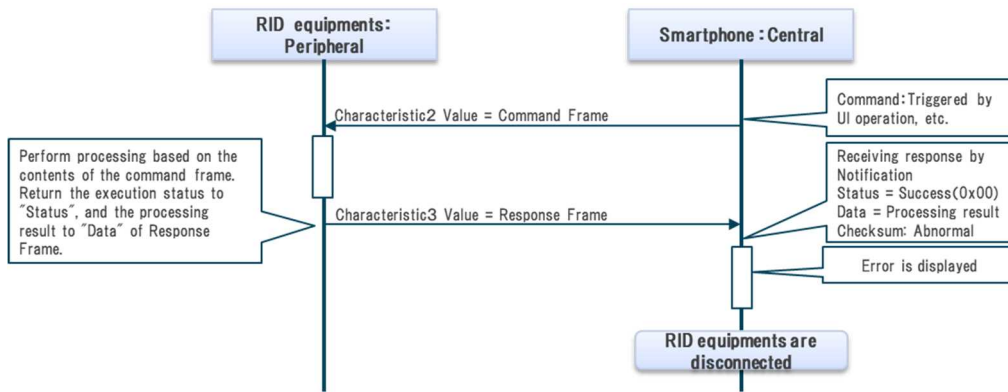 RID equipments:
Peripheral
Smartphone : Central
Command:Triggered by
UI operation, etc.
Characteristic2 Value = Command Frame
Perform processing based on the
contents of the command frame.
Return the execution status to
"Status", and the processing
result to "Data" of Response
Frame.
Receiving response by
Notification
Status = Success(0x00)
Data = Processing result
Checksum: Abnormal
Characteristic3 Value = Response Frame
Error is displayed
RID equipments are
disconnected